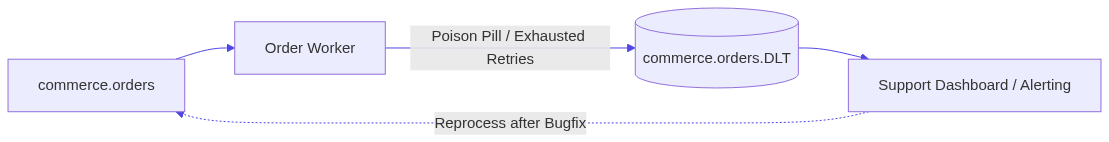 commerce.orders
Order Worker
Poison Pill / Exhausted
Retries
commerce.orders.DLT
Support Dashboard / Alerting
Reprocess after Bugfix